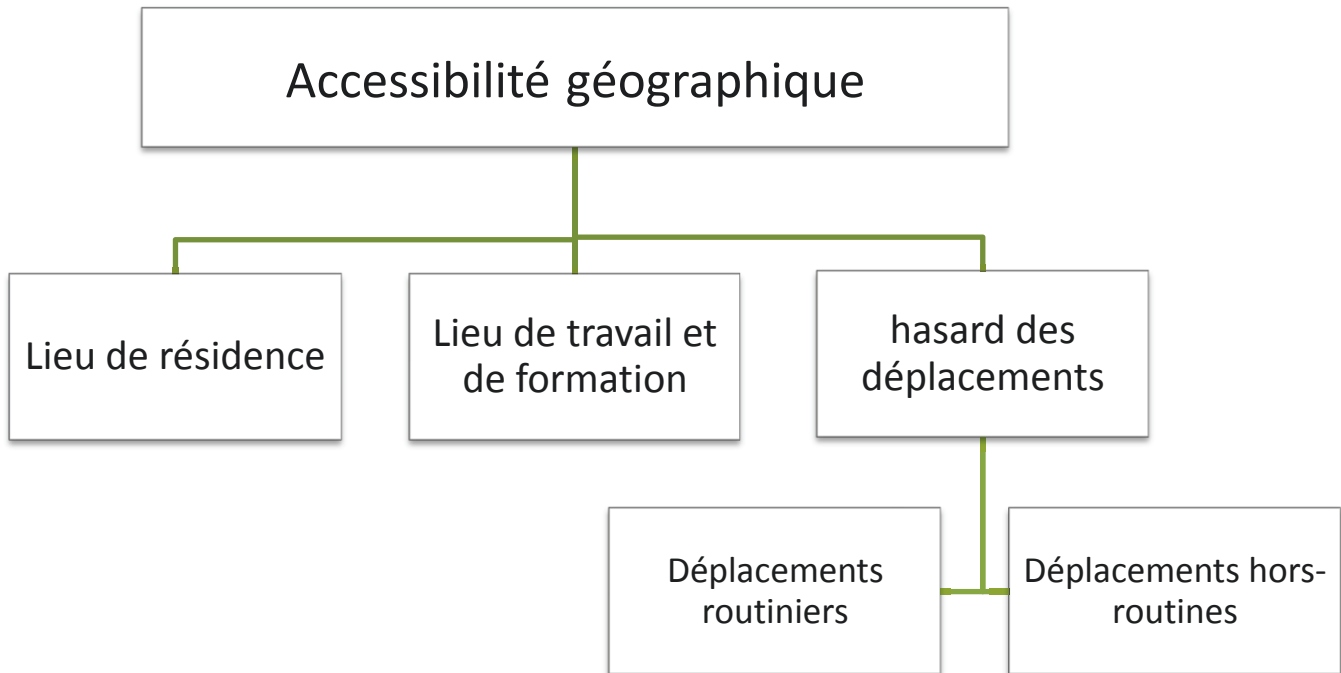 Accessibilité géographique
Lieu de résidence
Lieu de travail et
de formation
hasard des
déplacements
Déplacements
routiniers
Déplacements hors-
routines